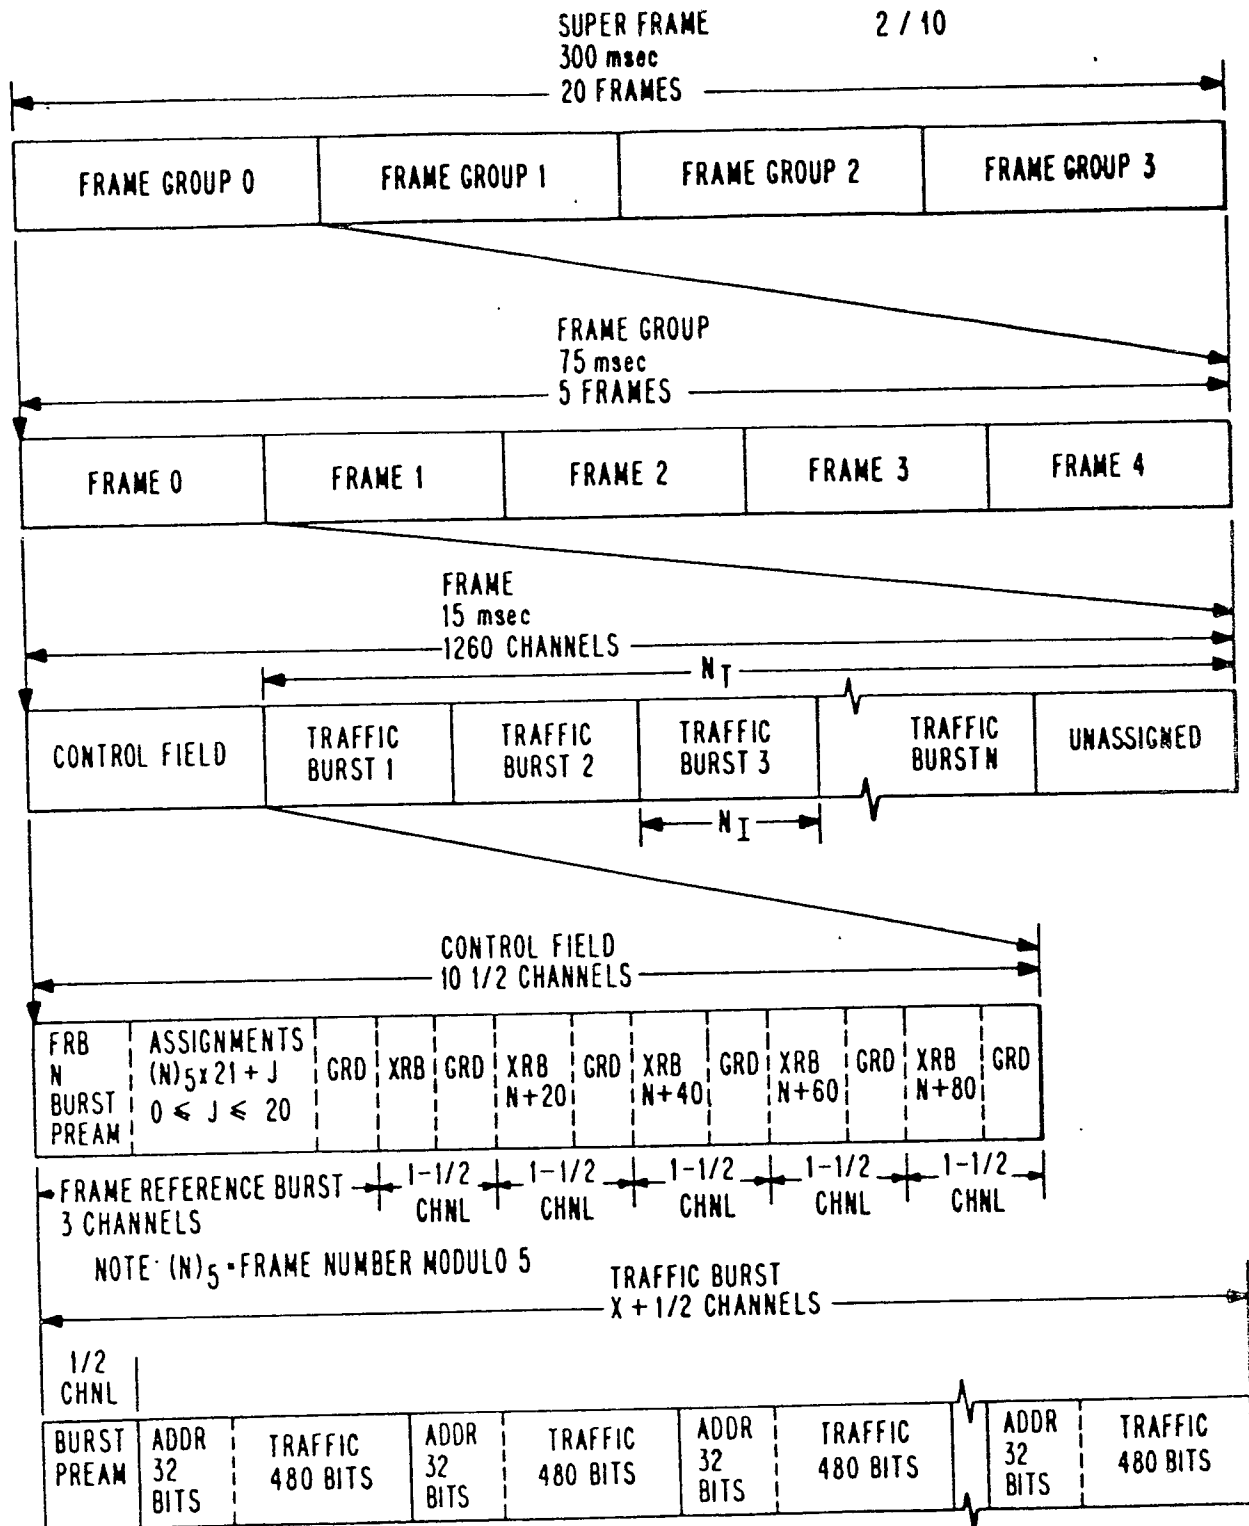 SUPER FRAME 2 / 10
300 msec
20 FRAMES
FRAME GROUP 0 FRAME GROUP 1 FRAME GROUP 2 FRAME GROUP 3
FRAME GROUP
75 msec
5 FRAMES
FRAME 0 FRAME 1 FRAME 2 FRAME 3 FRAME 4
FRAME
15 msec
1260 CHANNELS
NT
CONTROL FIELD
TRAFFIC
BURST 1
TRAFFIC
BURST 2
TRAFFIC
BURST 3
TRAFFIC
BURST N
UNASSIGNED
NI
CONTROL FIELD
10 1/2 CHANNELS
FRB
N
BURST
PREAM
ASSIGNMENTS
(N)5x21 + J
0 ≤ J ≤ 20
GRD
XRB
GRD
XRB
N+20
GRD
XRB
N+40
GRD
XRB
N+60
GRD
XRB
N+80
GRD
FRAME REFERENCE BURST
3 CHANNELS
1-1/2
CHNL
1-1/2
CHNL
1-1/2
CHNL
1-1/2
CHNL
1-1/2
CHNL
NOTE: (N)5 = FRAME NUMBER MODULO 5
TRAFFIC BURST
X + 1/2 CHANNELS
1/2
CHNL
BURST
PREAM
ADDR
32
BITS
TRAFFIC
480 BITS
ADDR
32
BITS
TRAFFIC
480 BITS
ADDR
32
BITS
TRAFFIC
480 BITS
ADDR
32
BITS
TRAFFIC
480 BITS